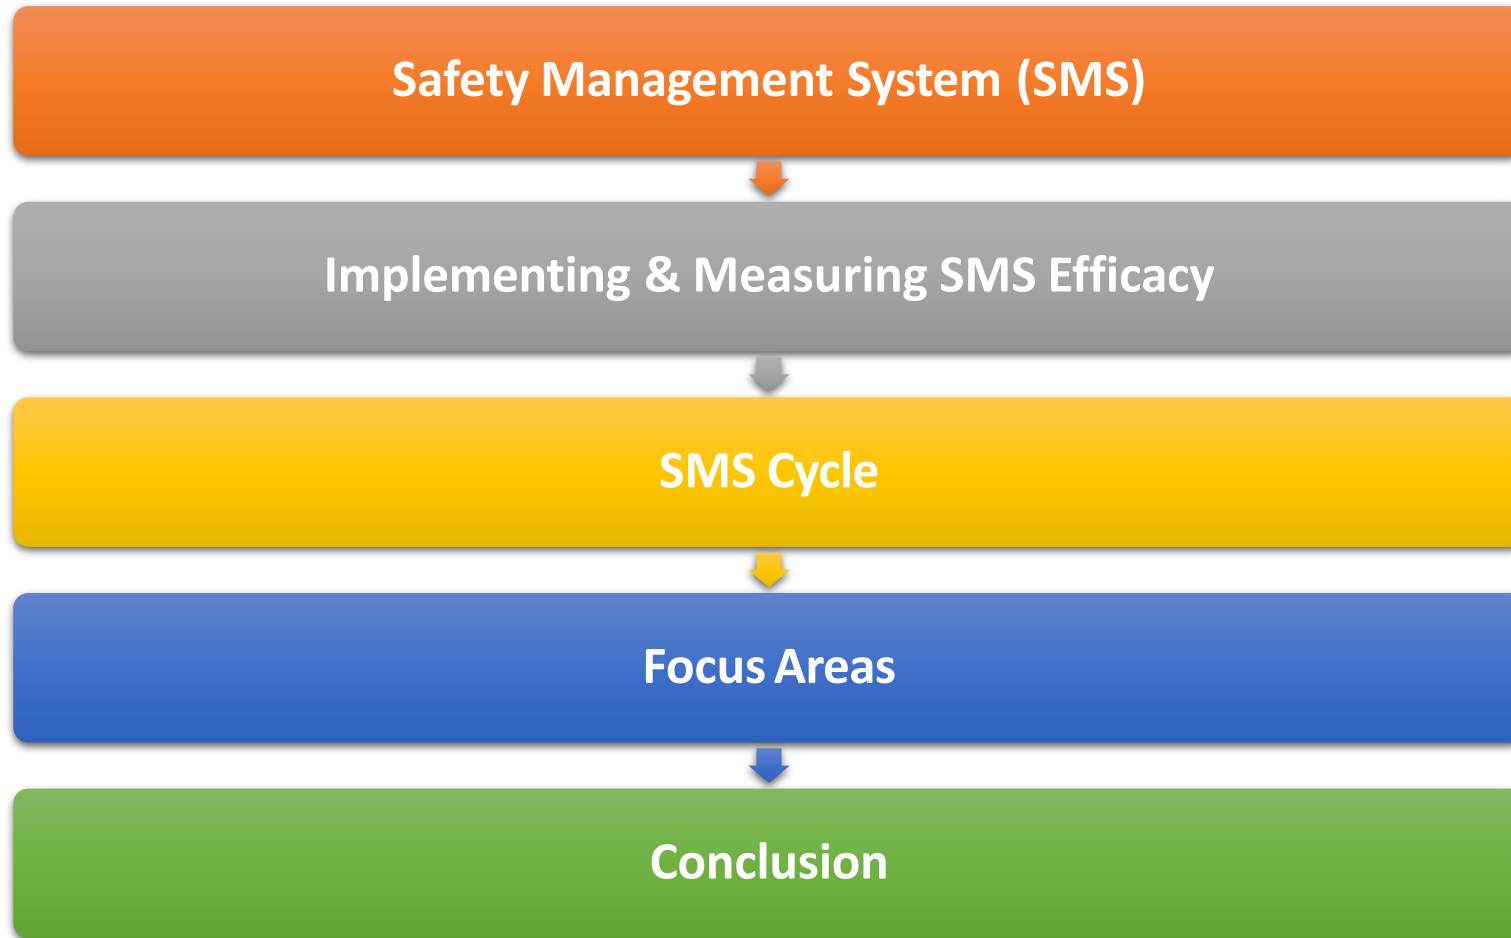 Safety Management System (SMS)
Implementing & Measuring SMS Efficacy
SMS Cycle
Focus Areas
Conclusion